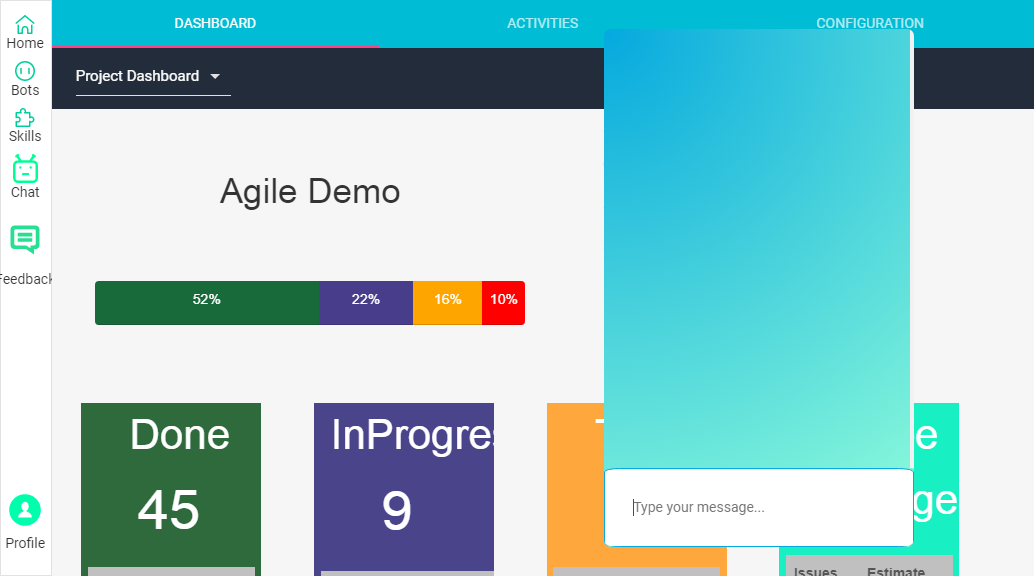 DASHBOARD
ACTIVITIES
CONFIGURATION
Home
Bots
Skills
Chat
Feedback
Profile
Project Dashboard
Agile Demo
52%
22%
16%
10%
Done
45
InProgres
9
Type your message...
Issues
Estimate